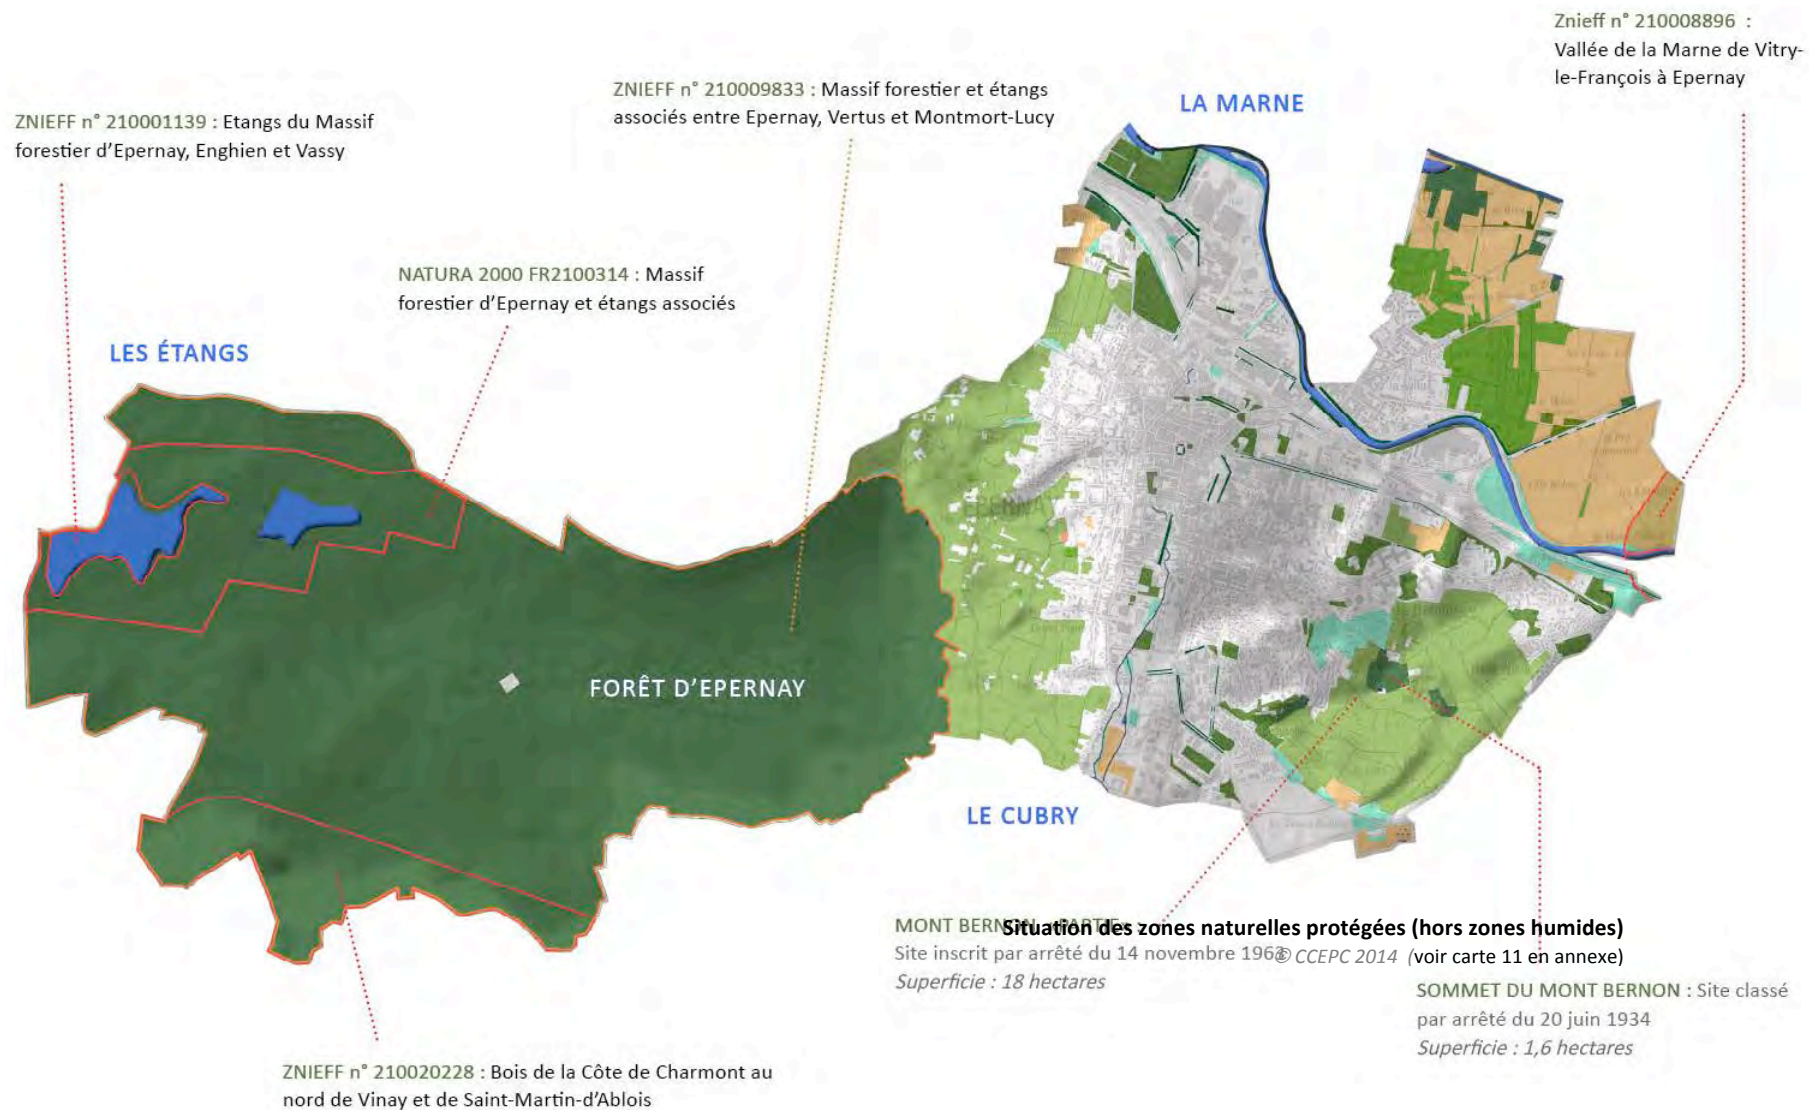 Znieff n° 210008896 :
Vallée de la Marne de Vitry-
le-François à Epernay
ZNIEFF n° 210009833 : Massif forestier et étangs
associés entre Epernay, Vertus et Montmort-Lucy
LA MARNE
ZNIEFF n° 210001139 : Etangs du Massif
forestier d'Epernay, Enghien et Vassy
NATURA 2000 FR2100314 : Massif
forestier d'Epernay et étangs associés
LES ÉTANGS
EPERNAY
FORÊT D'EPERNAY
LE CUBRY
MONT BERNON «PARTIE» :
Site inscrit par arrêté du 14 novembre 1963
Superficie : 18 hectares
Situation des zones naturelles protégées (hors zones humides)
© CCEPC 2014 (voir carte 11 en annexe)
SOMMET DU MONT BERNON : Site classé
par arrêté du 20 juin 1934
Superficie : 1,6 hectares
ZNIEFF n° 210020228 : Bois de la Côte de Charmont au
nord de Vinay et de Saint-Martin-d'Ablois